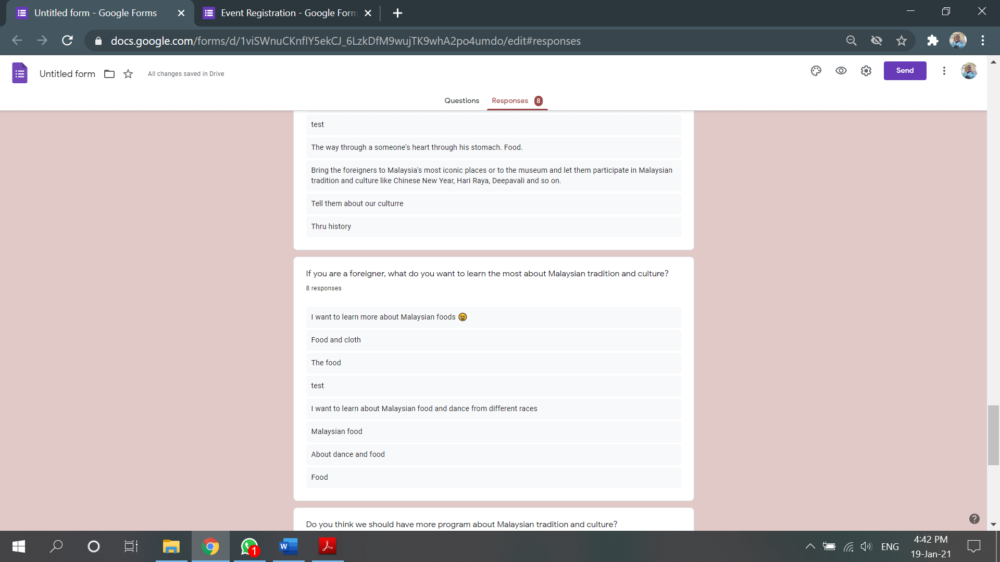 Untitled form - Google Forms
Event Registration - Google Form
docs.google.com/forms/d/1viSWnuCKnflY5ekCJ_6LzkDfM9wujTK9whA2po4umdo/edit#responses
Untitled form
All changes saved in Drive
Send
Questions
Responses 8
test
The way through a someone's heart through his stomach. Food.
Bring the foreigners to Malaysia's most iconic places or to the museum and let them participate in Malaysian
tradition and culture like Chinese New Year, Hari Raya, Deepavali and so on.
Tell them about our culturre
Thru history
If you are a foreigner, what do you want to learn the most about Malaysian tradition and culture?
8 responses
I want to learn more about Malaysian foods 😆
Food and cloth
The food
test
I want to learn about Malaysian food and dance from different races
Malaysian food
About dance and food
Food
Do you think we should have more program about Malaysian tradition and culture?
1
W
ENG
4:42 PM
19-Jan-21